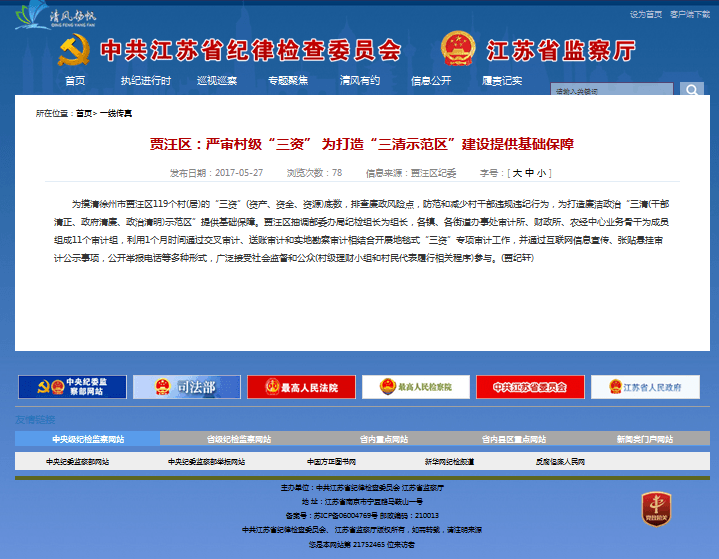 清风扬帆
QING FENG YANG FAN
设为首页 客户端下载
中共江苏省纪律检查委员会 江苏省监察厅
首页 执纪进行时 巡视巡察 专题聚焦 清风有约 信息公开 履责记实
请输入关键词
所在位置：首页> 一线传真
贾汪区：严审村级“三资” 为打造“三清示范区”建设提供基础保障
发布日期：2017-05-27 浏览次数：78 信息来源：贾汪区纪委 字号：[ 大 中 小 ]
为摸清徐州市贾汪区119个村(居)的“三资”(资产、资金、资源)底数，排查廉政风险点，防范和减少村干部违规违纪行为，为打造廉洁政治“三清(干部
清正、政府清廉、政治清明)示范区”提供基础保障。贾汪区抽调部委办局纪检组长为组长，各镇、各街道办事处审计所、财政所、农经中心业务骨干为成员
组成11个审计组，利用1个月时间通过交叉审计、送账审计和实地勘察审计相结合开展地毯式“三资”专项审计工作，并通过互联网信息宣传、张贴悬挂审
计公示事项，公开举报电话等多种形式，广泛接受社会监督和公众(村级理财小组和村民代表履行相关程序)参与。(贾纪轩)
中央纪委监察部网站 司法部 最高人民法院 最高人民检察院 中共江苏省委员会 江苏省人民政府
友情链接
中央级纪检监察网站 省级纪检监察网站 省内重点网站 省内县区重点网站 新闻类门户网站
中央纪委监察部网站 中央纪委监察部举报网站 中国方正图书网 新华网纪检报道 反腐倡廉人民网
主办单位：中共江苏省纪律检查委员会 江苏省监察厅
地 址：江苏省南京市宁夏路马鞍山一号
备案号：苏ICP备06004769号 邮政编码：210013
中共江苏省纪律检查委员会、 江苏省监察厅版权所有，如需转载，请注明来源
您是本网站第 21752465 位来访者
党政机关